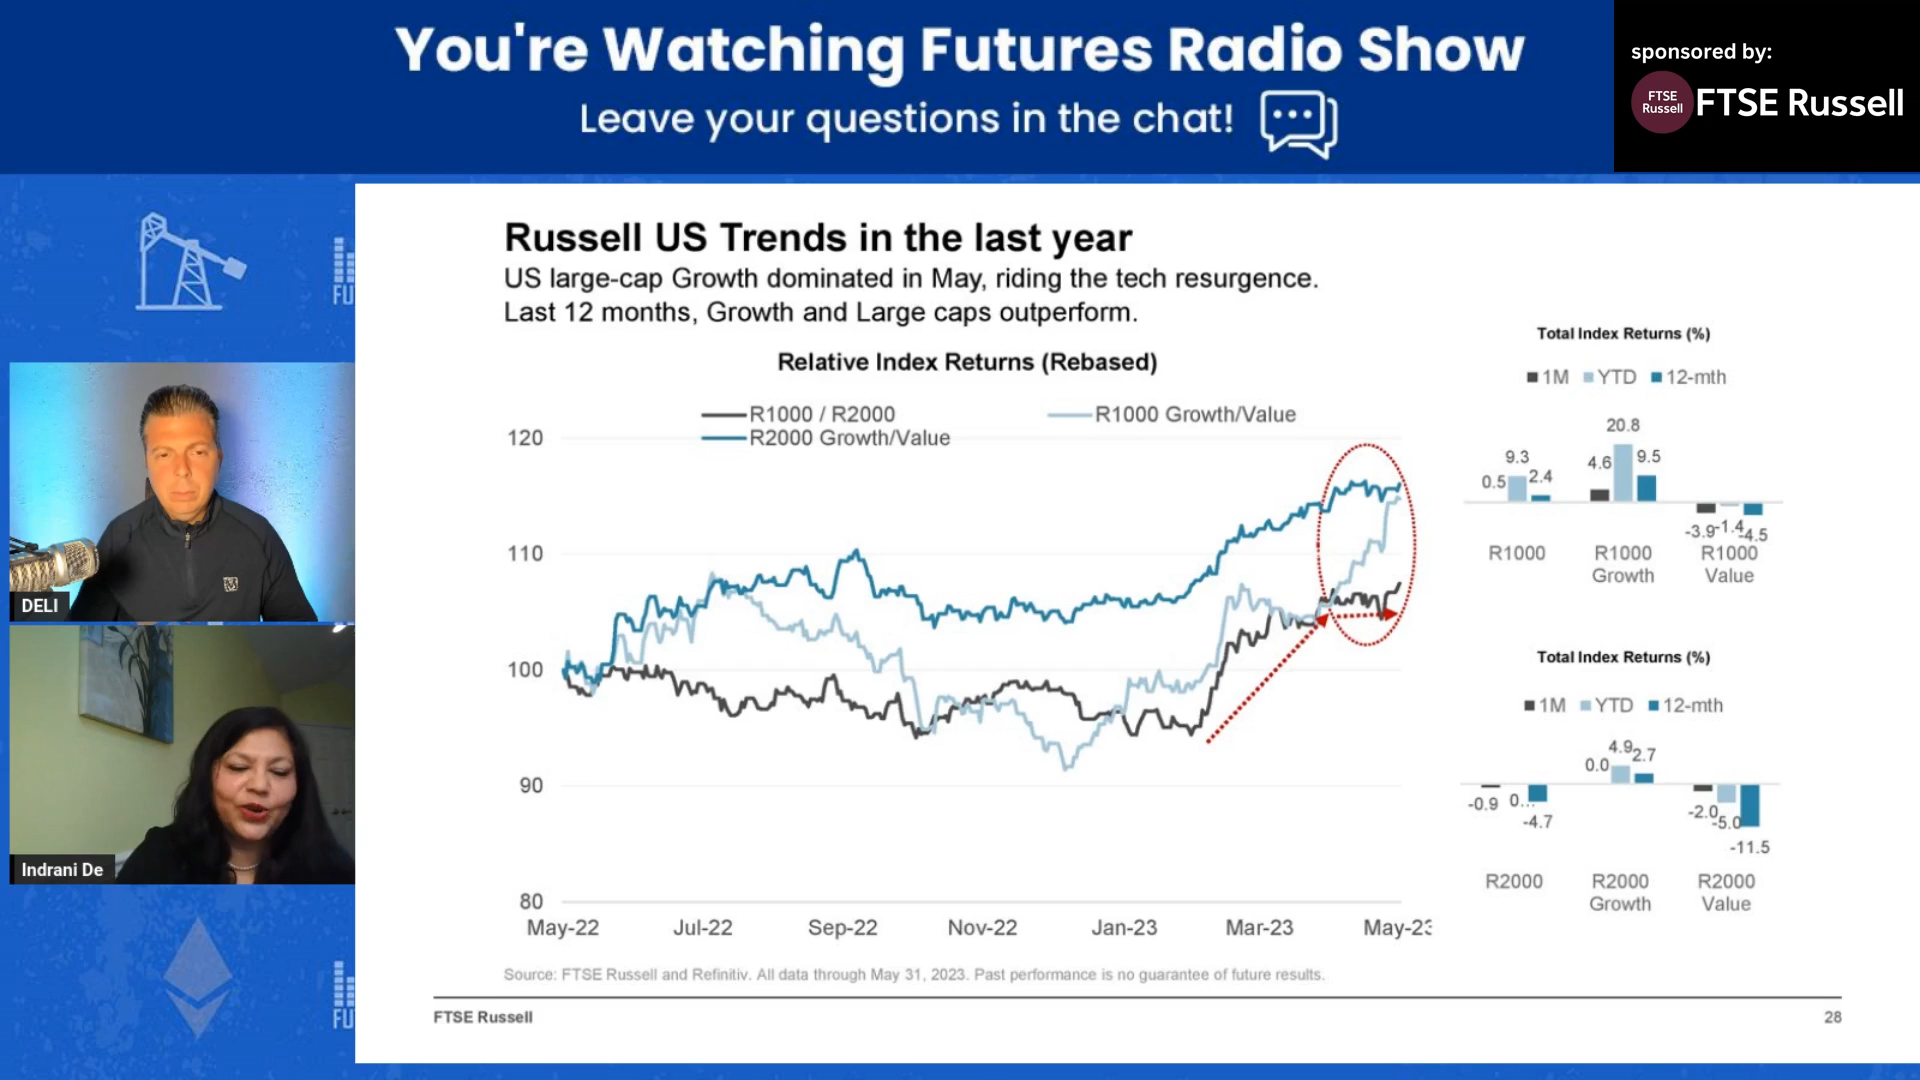 You're Watching Futures Radio Show
Leave your questions in the chat!
sponsored by:
FTSE
Russell
FTSE Russell
Russell US Trends in the last year
US large-cap Growth dominated in May, riding the tech resurgence.
Last 12 months, Growth and Large caps outperform.
Relative Index Returns (Rebased)
R1000 / R2000
R1000 Growth/Value
R2000 Growth/Value
120
110
100
90
80
May-22
Jul-22
Sep-22
Nov-22
Jan-23
Mar-23
May-23
Total Index Returns (%)
1M YTD 12-mth
0.5
9.3
2.4
4.6
20.8
9.5
-3.9
-1.4
-4.5
R1000
R1000
Growth
R1000
Value
Total Index Returns (%)
1M YTD 12-mth
-0.9
0...
-4.7
0.0
4.9
2.7
-2.0
-5.0
-11.5
R2000
R2000
Growth
R2000
Value
Source: FTSE Russell and Refinitiv. All data through May 31, 2023. Past performance is no guarantee of future results.
FTSE Russell
28
DELI
Indrani De
FU
FU